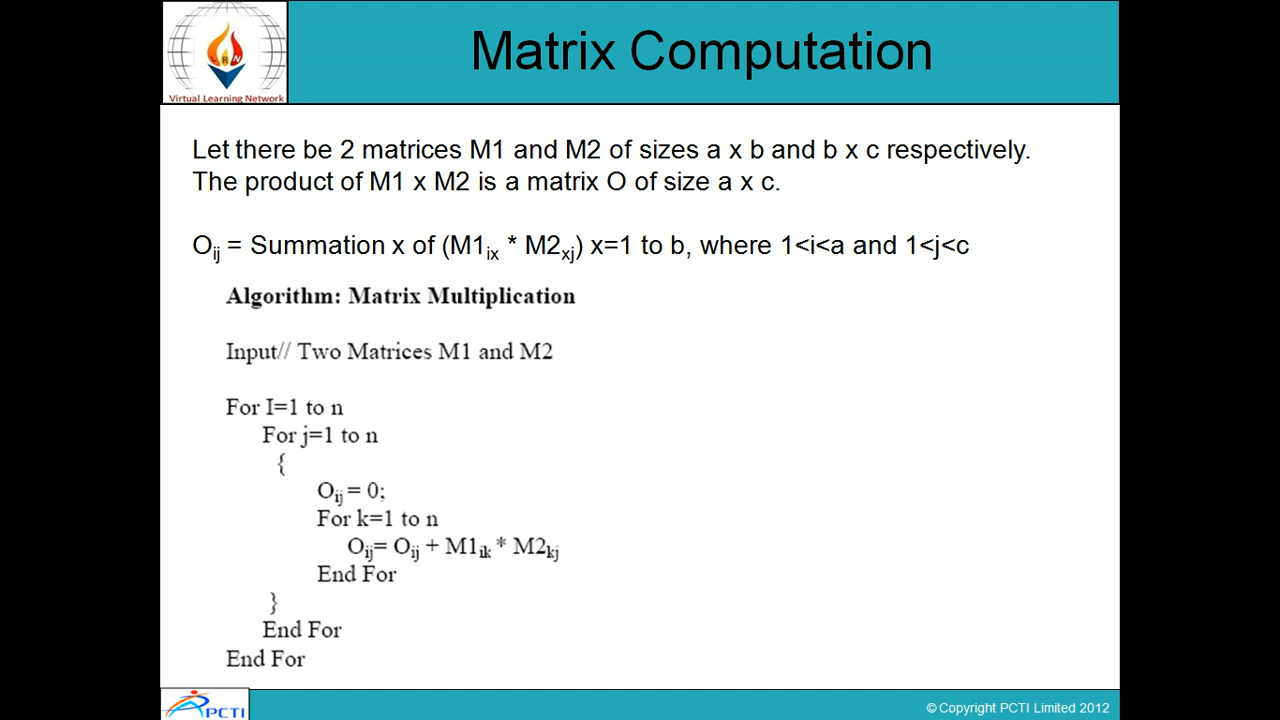 Matrix Computation
LRN
Virtual Learning Network
Let there be 2 matrices M1 and M2 of sizes a x b and b x c respectively.
The product of M1 x M2 is a matrix O of size a x c.
Oij = Summation x of (M1ix * M2xj) x=1 to b, where 1<i<a and 1<j<c
Algorithm: Matrix Multiplication
Input// Two Matrices M1 and M2
For I=1 to n
For j=1 to n
{
Oij = 0;
For k=1 to n
Oij= Oij + M1ik * M2kj
End For
}
End For
End For
PCTI
© Copyright PCTI Limited 2012